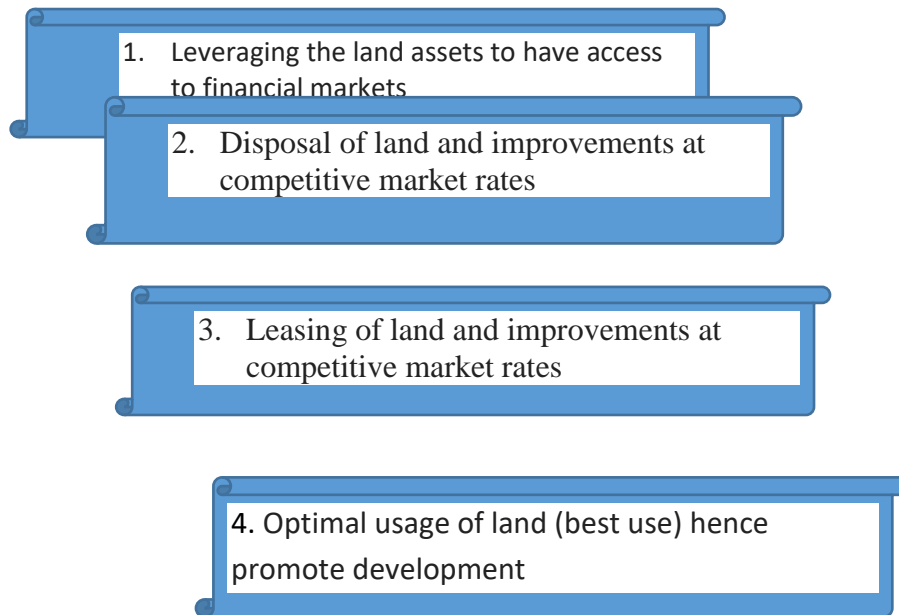 1. Leveraging the land assets to have access
to financial markets
2. Disposal of land and improvements at
competitive market rates
3. Leasing of land and improvements at
competitive market rates
4. Optimal usage of land (best use) hence
promote development